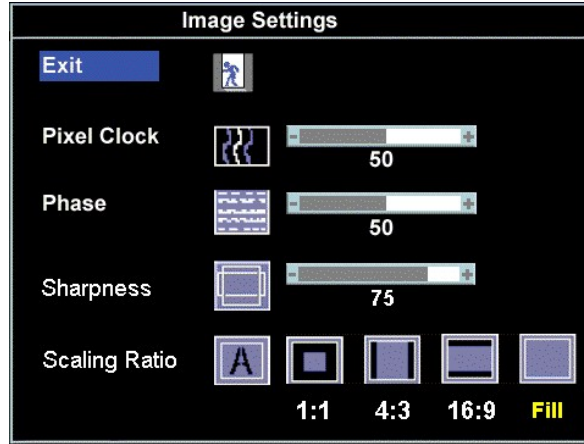 Image Settings
Exit
Pixel Clock
- +
50
Phase
- +
50
Sharpness
- +
75
Scaling Ratio A
1:1 4:3 16:9 Fill